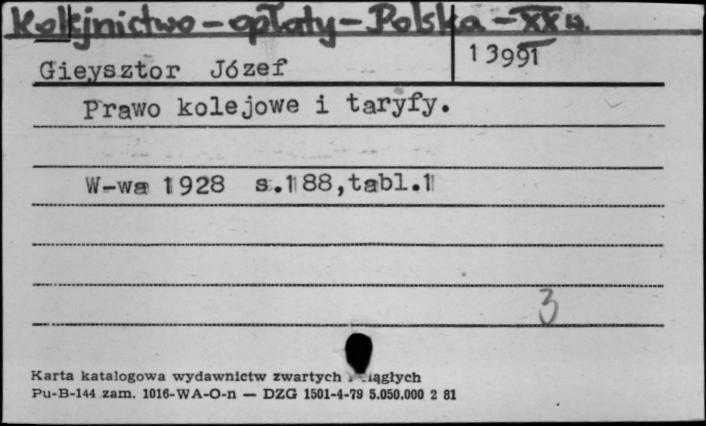 Kolejnictwo - opłaty - Polska - XX w.
Gieysztor Józef
13991
Prawo kolejowe i taryfy.
W-wa 1928 s.188,tabl.1
3
Karta katalogowa wydawnictw zwartych i ciągłych
Pu-B-144 zam. 1016-WA-O-n — DZG 1501-4-79 5.050.000 2 81